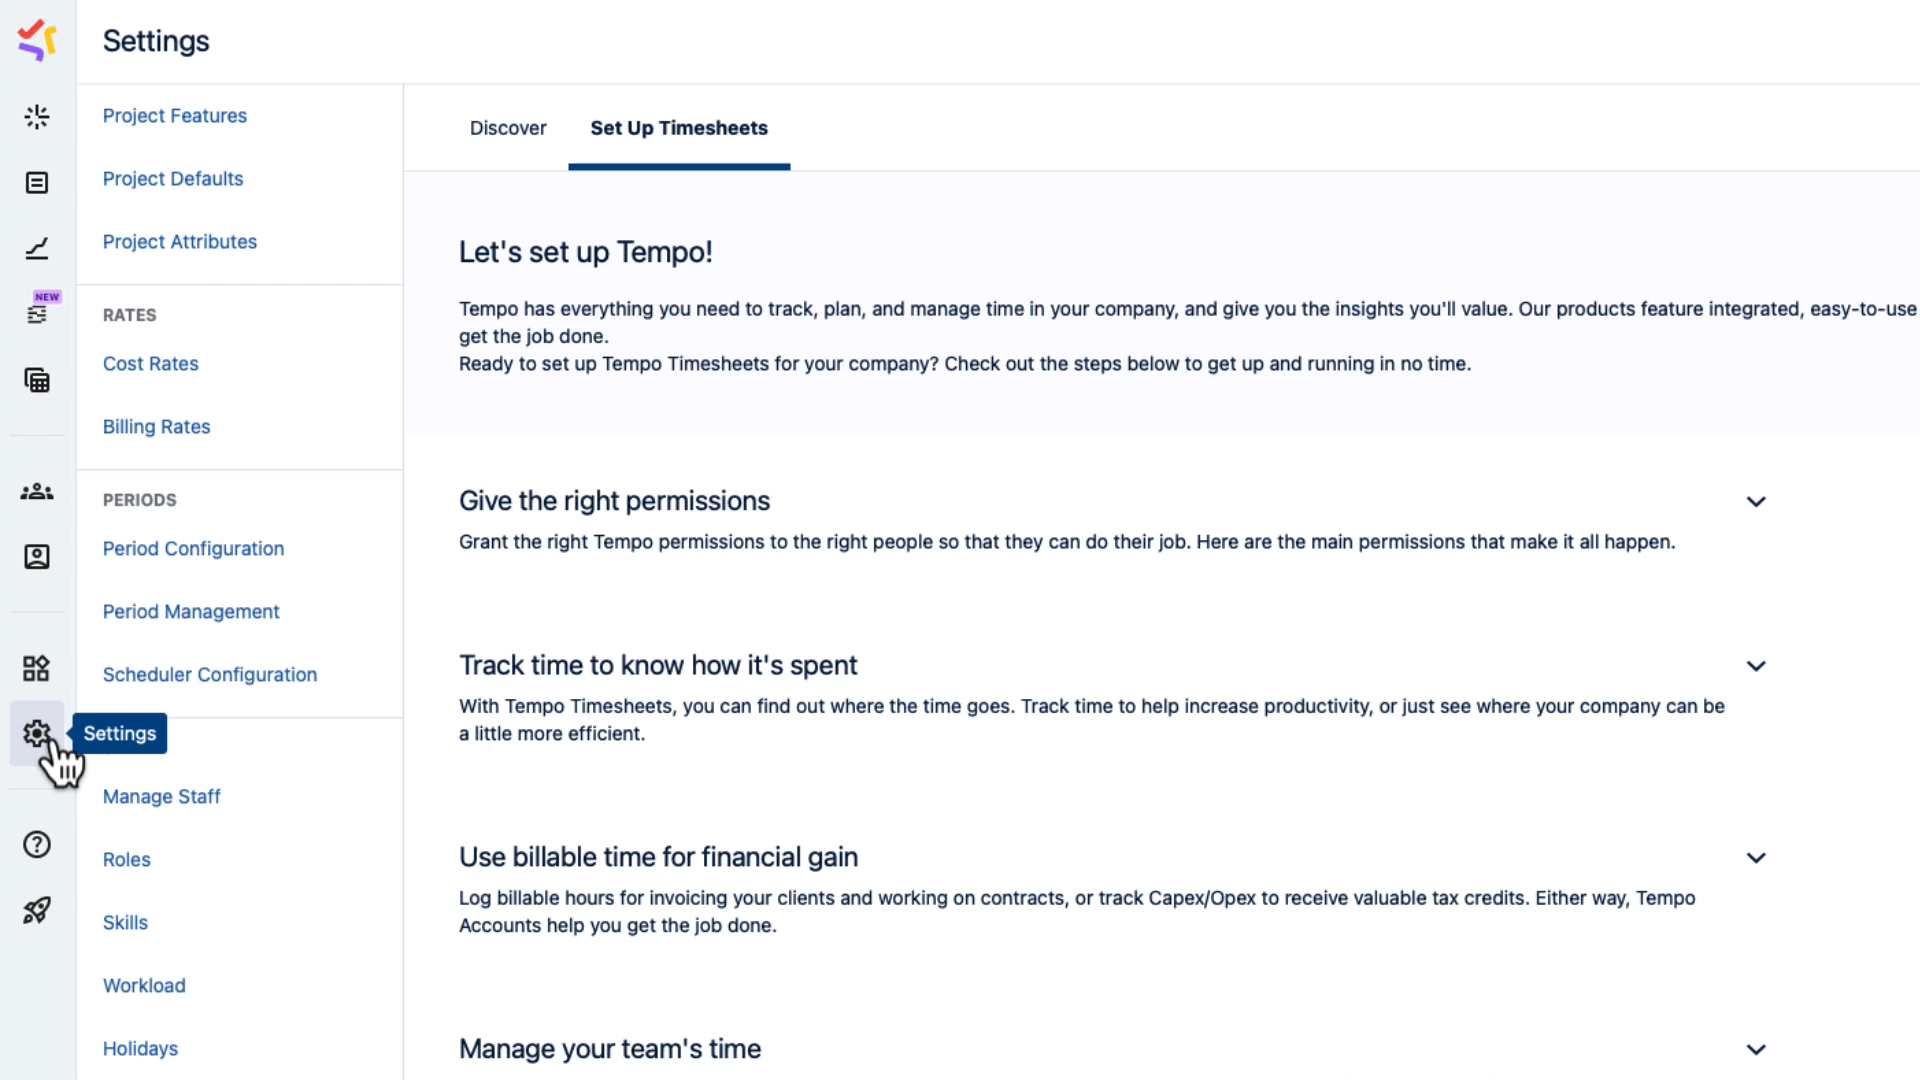 Settings
Project Features
Project Defaults
Project Attributes
RATES
Cost Rates
Billing Rates
PERIODS
Period Configuration
Period Management
Scheduler Configuration
NEW
Settings
Manage Staff
Roles
Skills
Workload
Holidays
Discover
Set Up Timesheets
Let's set up Tempo!
Tempo has everything you need to track, plan, and manage time in your company, and give you the insights you'll value. Our products feature integrated, easy-to-use
get the job done.
Ready to set up Tempo Timesheets for your company? Check out the steps below to get up and running in no time.
Give the right permissions
Grant the right Tempo permissions to the right people so that they can do their job. Here are the main permissions that make it all happen.
Track time to know how it's spent
With Tempo Timesheets, you can find out where the time goes. Track time to help increase productivity, or just see where your company can be
a little more efficient.
Use billable time for financial gain
Log billable hours for invoicing your clients and working on contracts, or track Capex/Opex to receive valuable tax credits. Either way, Tempo
Accounts help you get the job done.
Manage your team's time